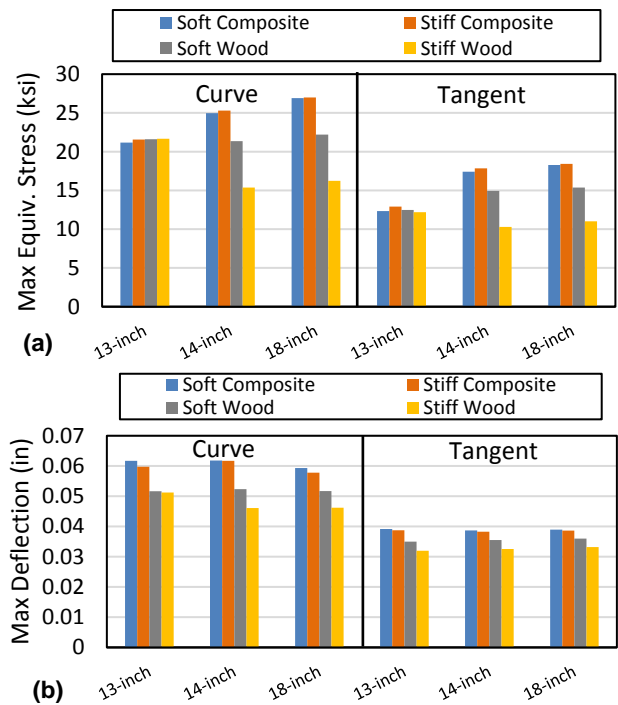 Soft Composite Stiff Composite
Soft Wood Stiff Wood
Max Equiv. Stress (ksi)
30
25
20
15
10
5
0
Curve Tangent
13-inch 14-inch 18-inch 13-inch 14-inch 18-inch
(a)
Soft Composite Stiff Composite
Soft Wood Stiff Wood
Max Deflection (in)
0.07
0.06
0.05
0.04
0.03
0.02
0.01
0
Curve Tangent
13-inch 14-inch 18-inch 13-inch 14-inch 18-inch
(b)